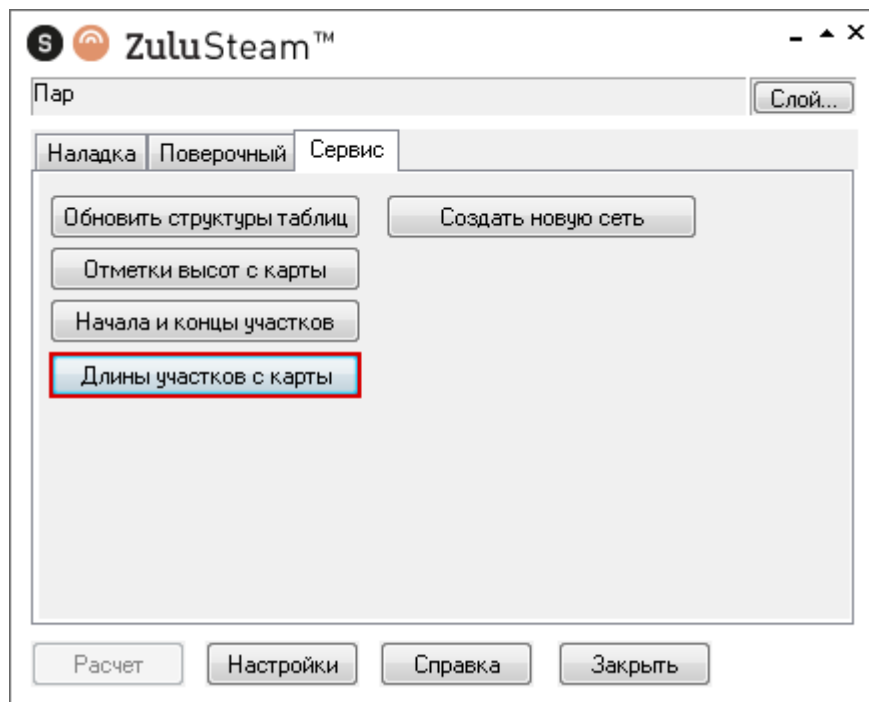 S ZuluSteam™
Пар
Слой...
Наладка Поверочный Сервис
Обновить структуры таблиц Создать новую сеть
Отметки высот с карты
Начала и концы участков
Длины участков с карты
Расчет Настройки Справка Закрыть